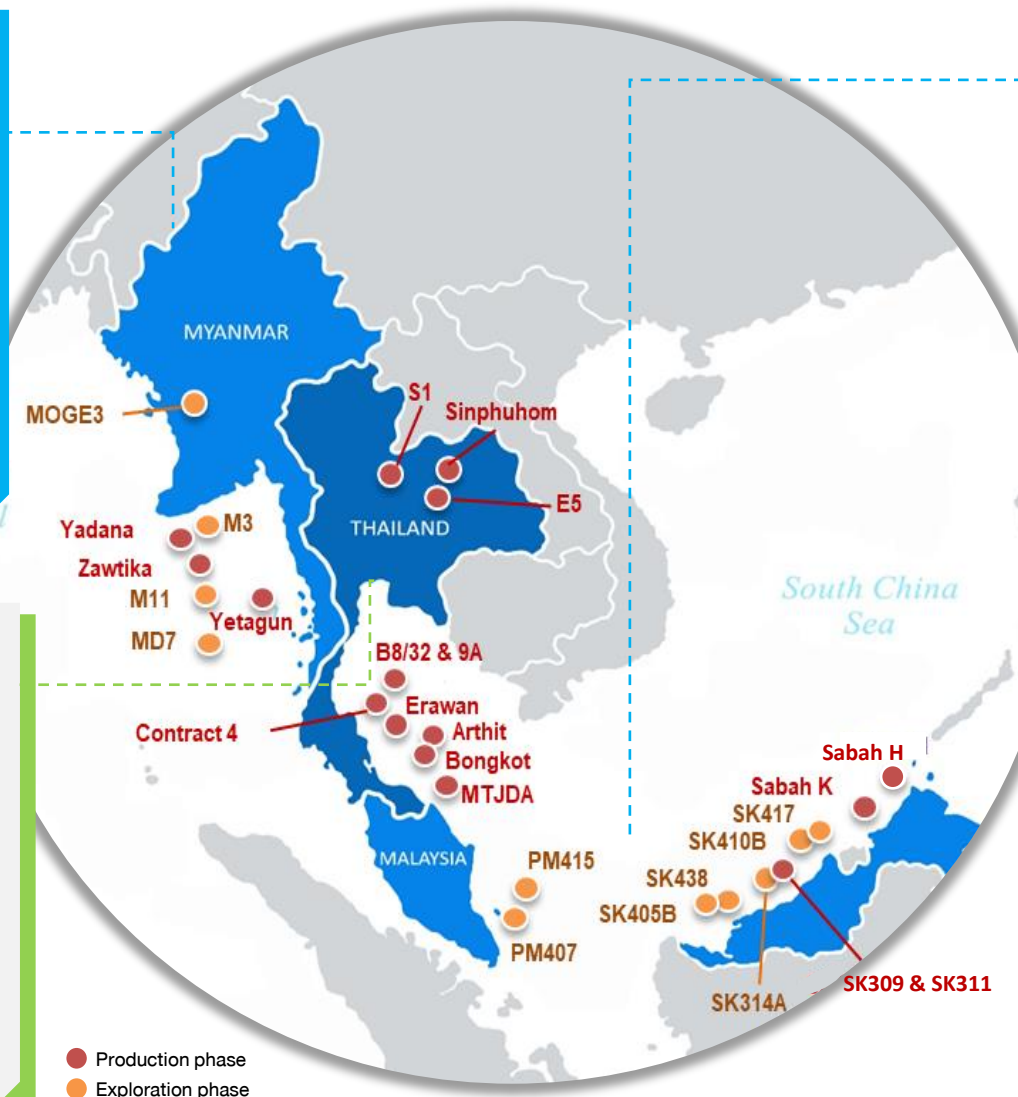 MYANMAR
MOGE3
S1
Sinphuhom
E5
THAILAND
M3
Yadana
Zawtika
M11
Yetagun
MD7
South China
Sea
B8/32 & 9A
Erawan
Contract 4
Arthit
Bongkot
MTJDA
Sabah H
Sabah K
SK417
SK410B
MALAYSIA
PM415
SK438
SK405B
PM407
SK314A
SK309 & SK311
Production phase
Exploration phase